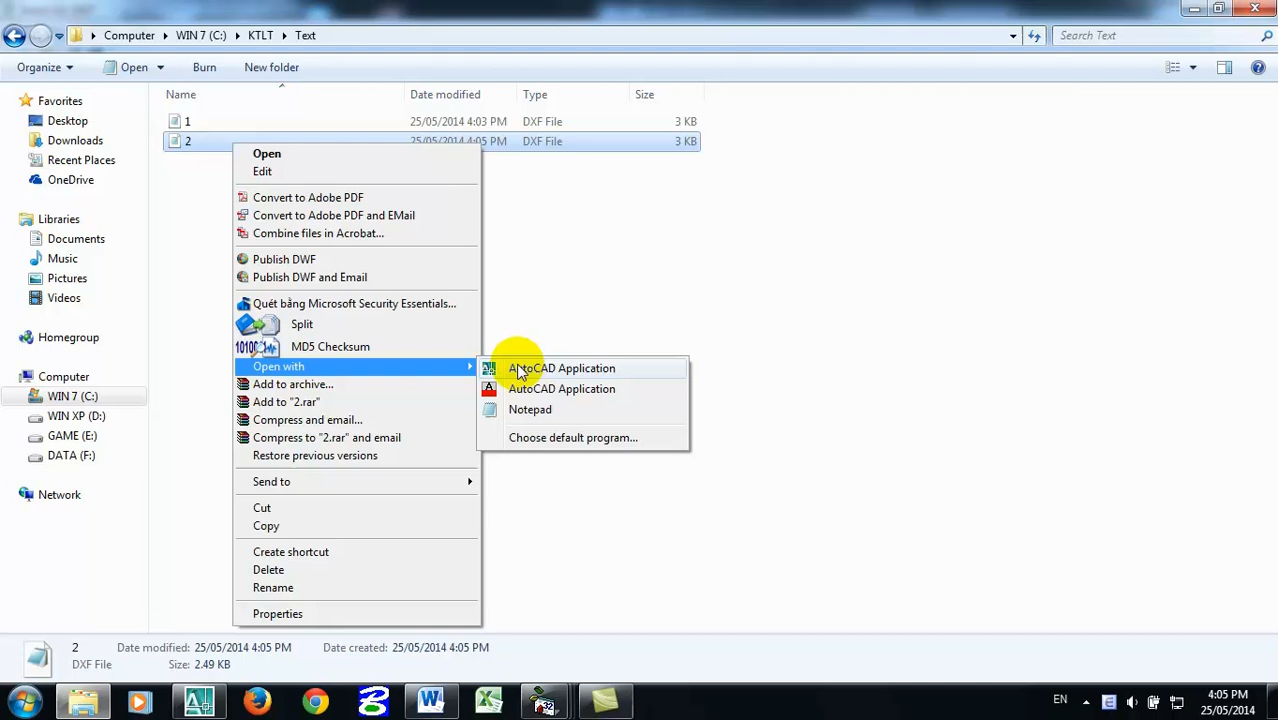 Computer WIN 7 (C:) KTLT Text
Search Text
Organize Open Burn New folder
Name Date modified Type Size
1 25/05/2014 4:03 PM DXF File 3 KB
2 25/05/2014 4:05 PM DXF File 3 KB
Favorites
Desktop
Downloads
Recent Places
OneDrive
Libraries
Documents
Music
Pictures
Videos
Homegroup
Computer
WIN 7 (C:)
WIN XP (D:)
GAME (E:)
DATA (F:)
Network
Open
Edit
Convert to Adobe PDF
Convert to Adobe PDF and EMail
Combine files in Acrobat...
Publish DWF
Publish DWF and Email
Quét bằng Microsoft Security Essentials...
Split
MD5 Checksum
Open with
Add to archive...
Add to "2.rar"
Compress and email...
Compress to "2.rar" and email
Restore previous versions
Send to
Cut
Copy
Create shortcut
Delete
Rename
Properties
AutoCAD Application
AutoCAD Application
Notepad
Choose default program...
2 Date modified: 25/05/2014 4:05 PM Date created: 25/05/2014 4:05 PM
DXF File Size: 2.49 KB
EN
4:05 PM
25/05/2014